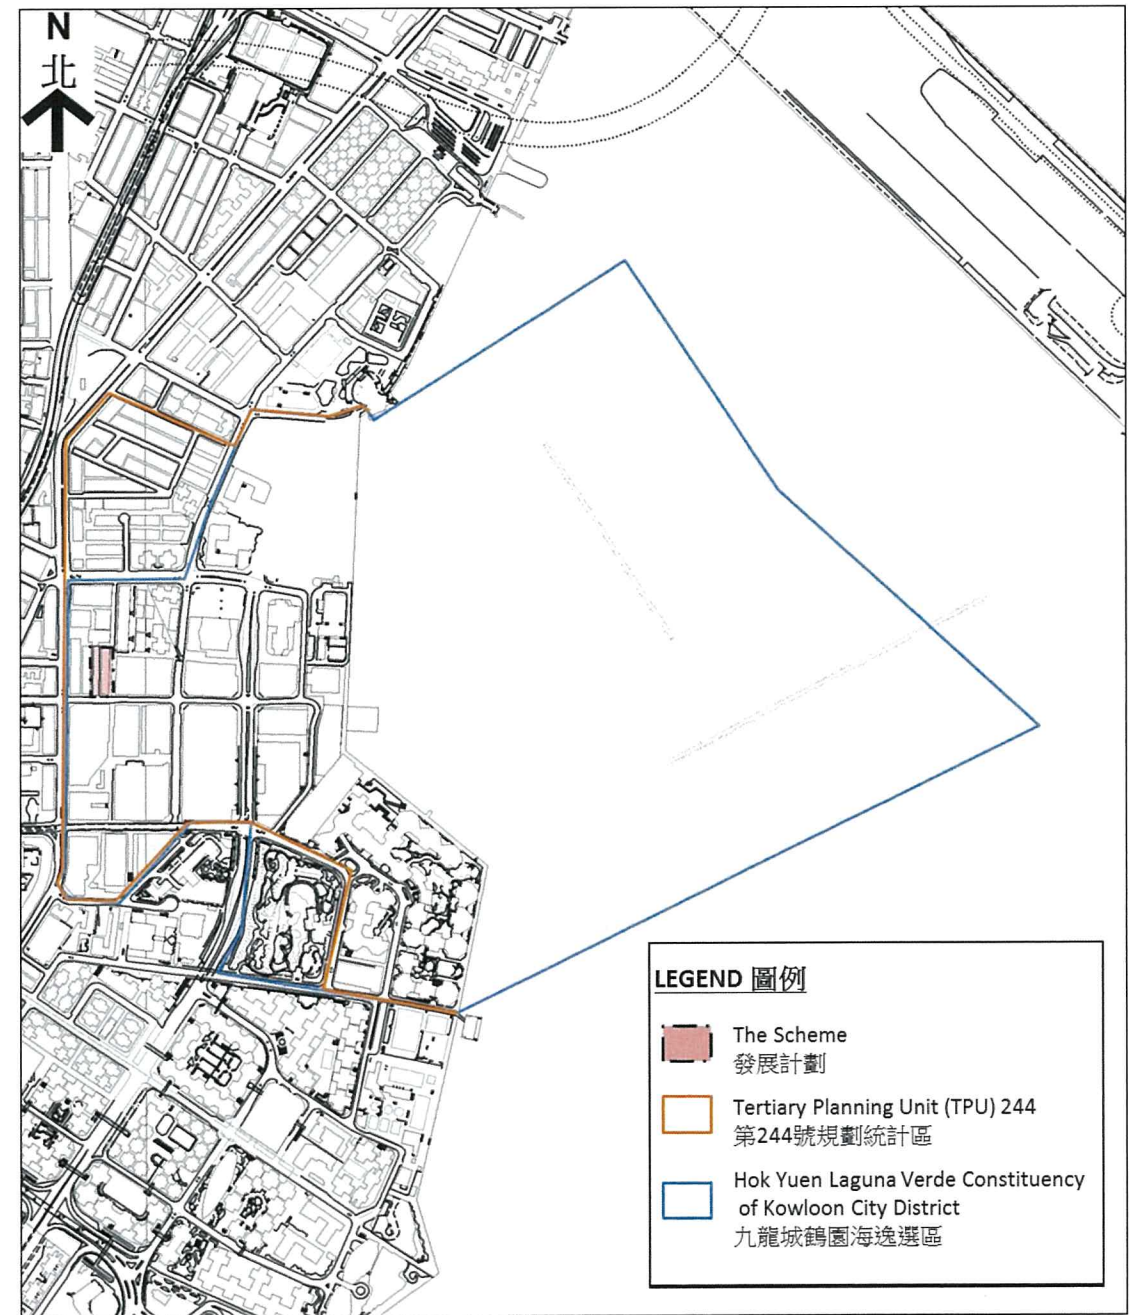 N
北
LEGEND 圖例
The Scheme
發展計劃
Tertiary Planning Unit (TPU) 244
第244號規劃統計區
Hok Yuen Laguna Verde Constituency
of Kowloon City District
九龍城鶴園海逸選區